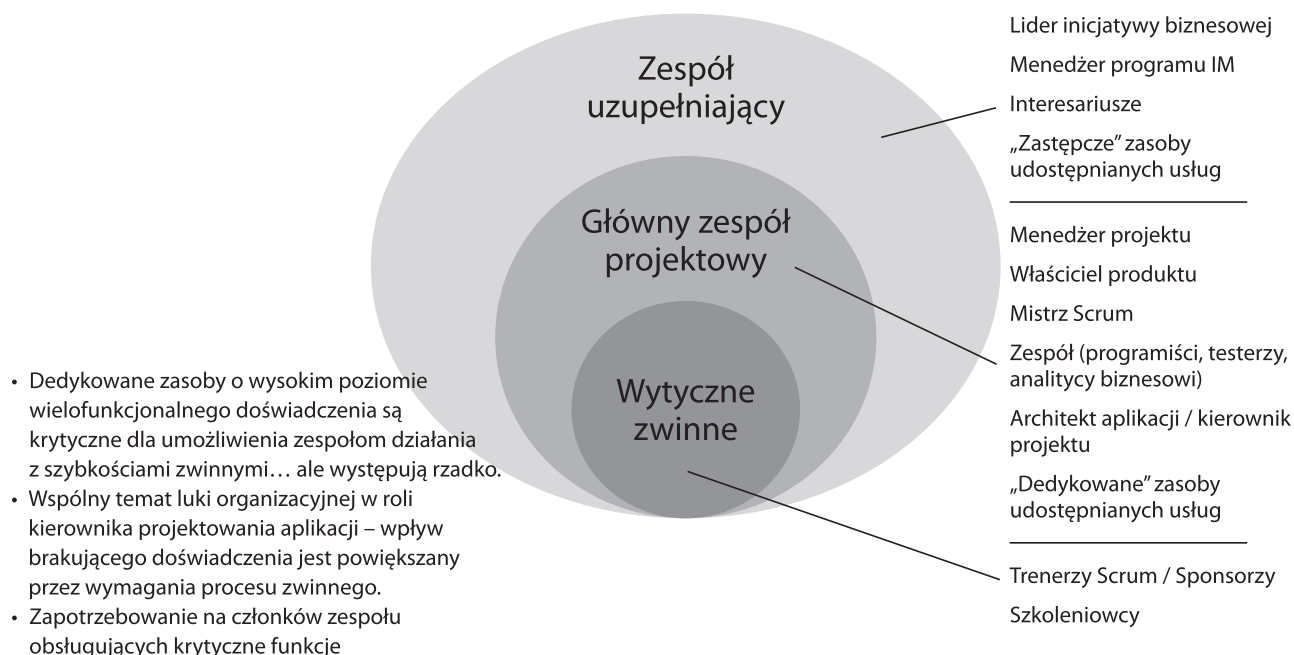 Zespół
uzupełniający
Główny zespół
projektowy
Wytyczne
zwinne
Lider inicjatywy biznesowej
Menedżer programu IM
Interesariusze
„Zastępcze” zasoby
udostępnianych usług
Menedżer projektu
Właściciel produktu
Mistrz Scrum
Zespół (programiści, testerzy,
analitycy biznesowi)
Architekt aplikacji / kierownik
projektu
„Dedykowane” zasoby
udostępnianych usług
Trenerzy Scrum / Sponsorzy
Szkoleniowcy
• Dedykowane zasoby o wysokim poziomie
wielofunkcjonalnego doświadczenia są
krytyczne dla umożliwienia zespołom działania
z szybkościami zwinnymi… ale występują rzadko.
• Wspólny temat luki organizacyjnej w roli
kierownika projektowania aplikacji – wpływ
brakującego doświadczenia jest powiększany
przez wymagania procesu zwinnego.
• Zapotrzebowanie na członków zespołu
obsługujących krytyczne funkcje